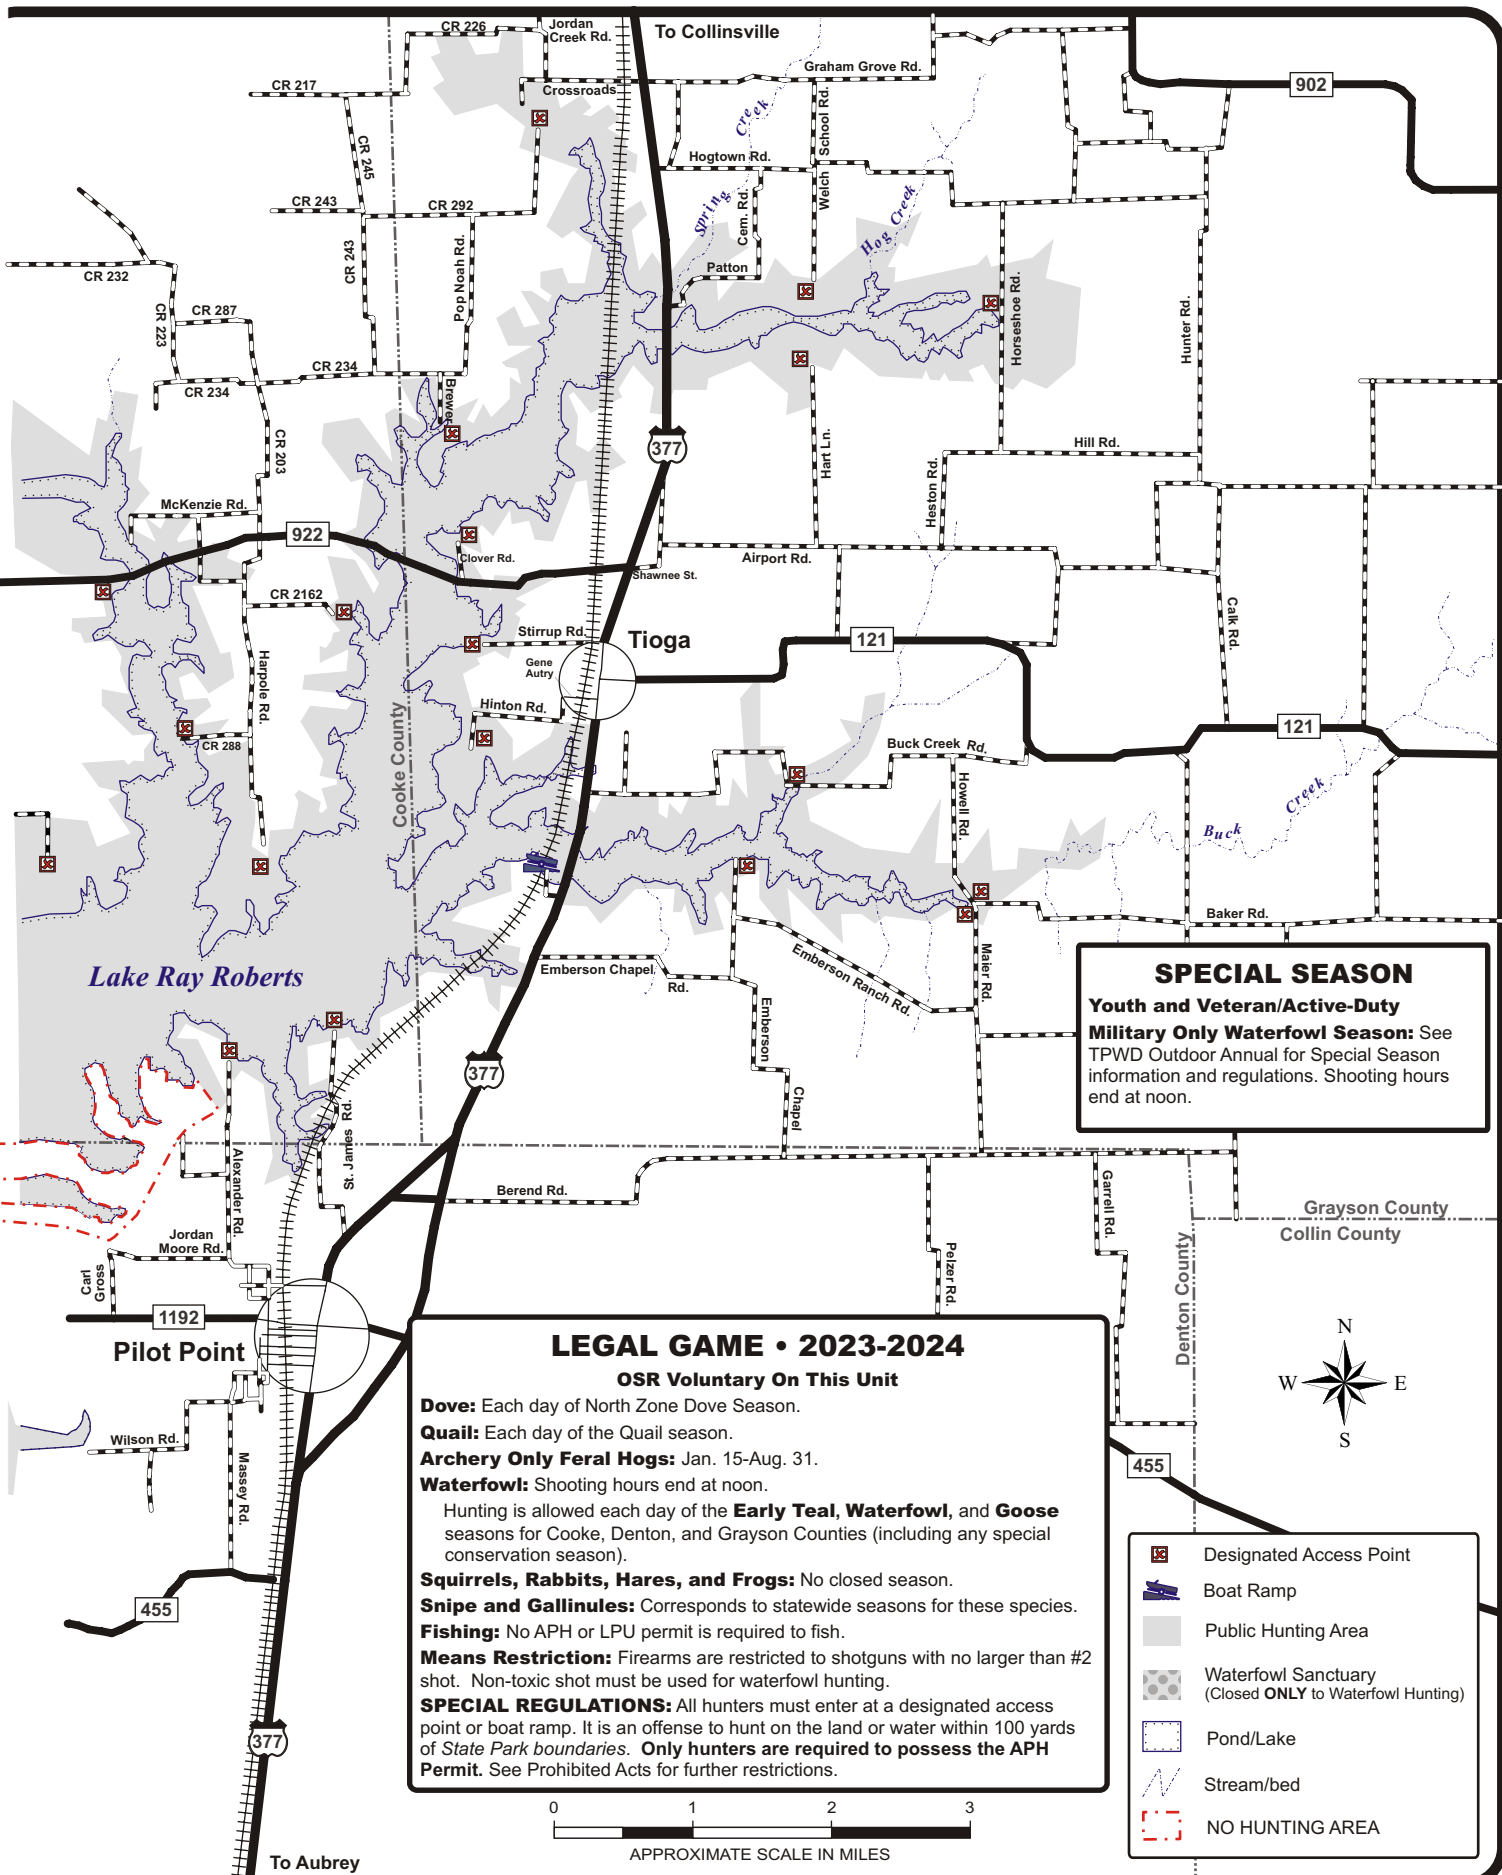 CR 226
Jordan
Creek Rd.
To Collinsville
Graham Grove Rd.
CR 217
Crossroads
902
Creek
School Rd.
CR 245
Hogtown Rd.
Welch
Spring
Cem. Rd.
Hog Creek
CR 243
CR 292
CR 243
Pop Noah Rd.
Patton
CR 232
CR 223
CR 287
Horseshoe Rd.
Hunter Rd.
CR 234
CR 234
Brewer
CR 203
377
Hart Ln.
Hill Rd.
Heston Rd.
McKenzie Rd.
922
Clover Rd.
Airport Rd.
Shawnee St.
CR 2162
Calk Rd.
Stirrup Rd.
Tioga
121
Gene
Autry
Harpole Rd.
Hinton Rd.
Cooke County
CR 288
121
Buck Creek Rd.
Howell Rd.
Buck
Creek
Baker Rd.
Lake Ray Roberts
Emberson Chapel
Rd.
Emberson Ranch Rd.
Maier Rd.
SPECIAL SEASON
Youth and Veteran/Active-Duty
Military Only Waterfowl Season: See
TPWD Outdoor Annual for Special Season
information and regulations. Shooting hours
end at noon.
Emberson
Chapel
377
St. James Rd.
Alexander Rd.
Berend Rd.
Garrell Rd.
Grayson County
Collin County
Denton County
Jordan
Moore Rd.
Carl
Gross
Pelzer Rd.
1192
Pilot Point
N
W
E
S
LEGAL GAME • 2023-2024
OSR Voluntary On This Unit
Dove: Each day of North Zone Dove Season.
Quail: Each day of the Quail season.
Archery Only Feral Hogs: Jan. 15-Aug. 31.
Waterfowl: Shooting hours end at noon.
Hunting is allowed each day of the Early Teal, Waterfowl, and Goose
seasons for Cooke, Denton, and Grayson Counties (including any special
conservation season).
Squirrels, Rabbits, Hares, and Frogs: No closed season.
Snipe and Gallinules: Corresponds to statewide seasons for these species.
Fishing: No APH or LPU permit is required to fish.
Means Restriction: Firearms are restricted to shotguns with no larger than #2
shot. Non-toxic shot must be used for waterfowl hunting.
SPECIAL REGULATIONS: All hunters must enter at a designated access
point or boat ramp. It is an offense to hunt on the land or water within 100 yards
of State Park boundaries. Only hunters are required to possess the APH
Permit. See Prohibited Acts for further restrictions.
Wilson Rd.
Massey Rd.
455
455
Designated Access Point
Boat Ramp
Public Hunting Area
Waterfowl Sanctuary
(Closed ONLY to Waterfowl Hunting)
Pond/Lake
Stream/bed
NO HUNTING AREA
377
0 1 2 3
APPROXIMATE SCALE IN MILES
To Aubrey